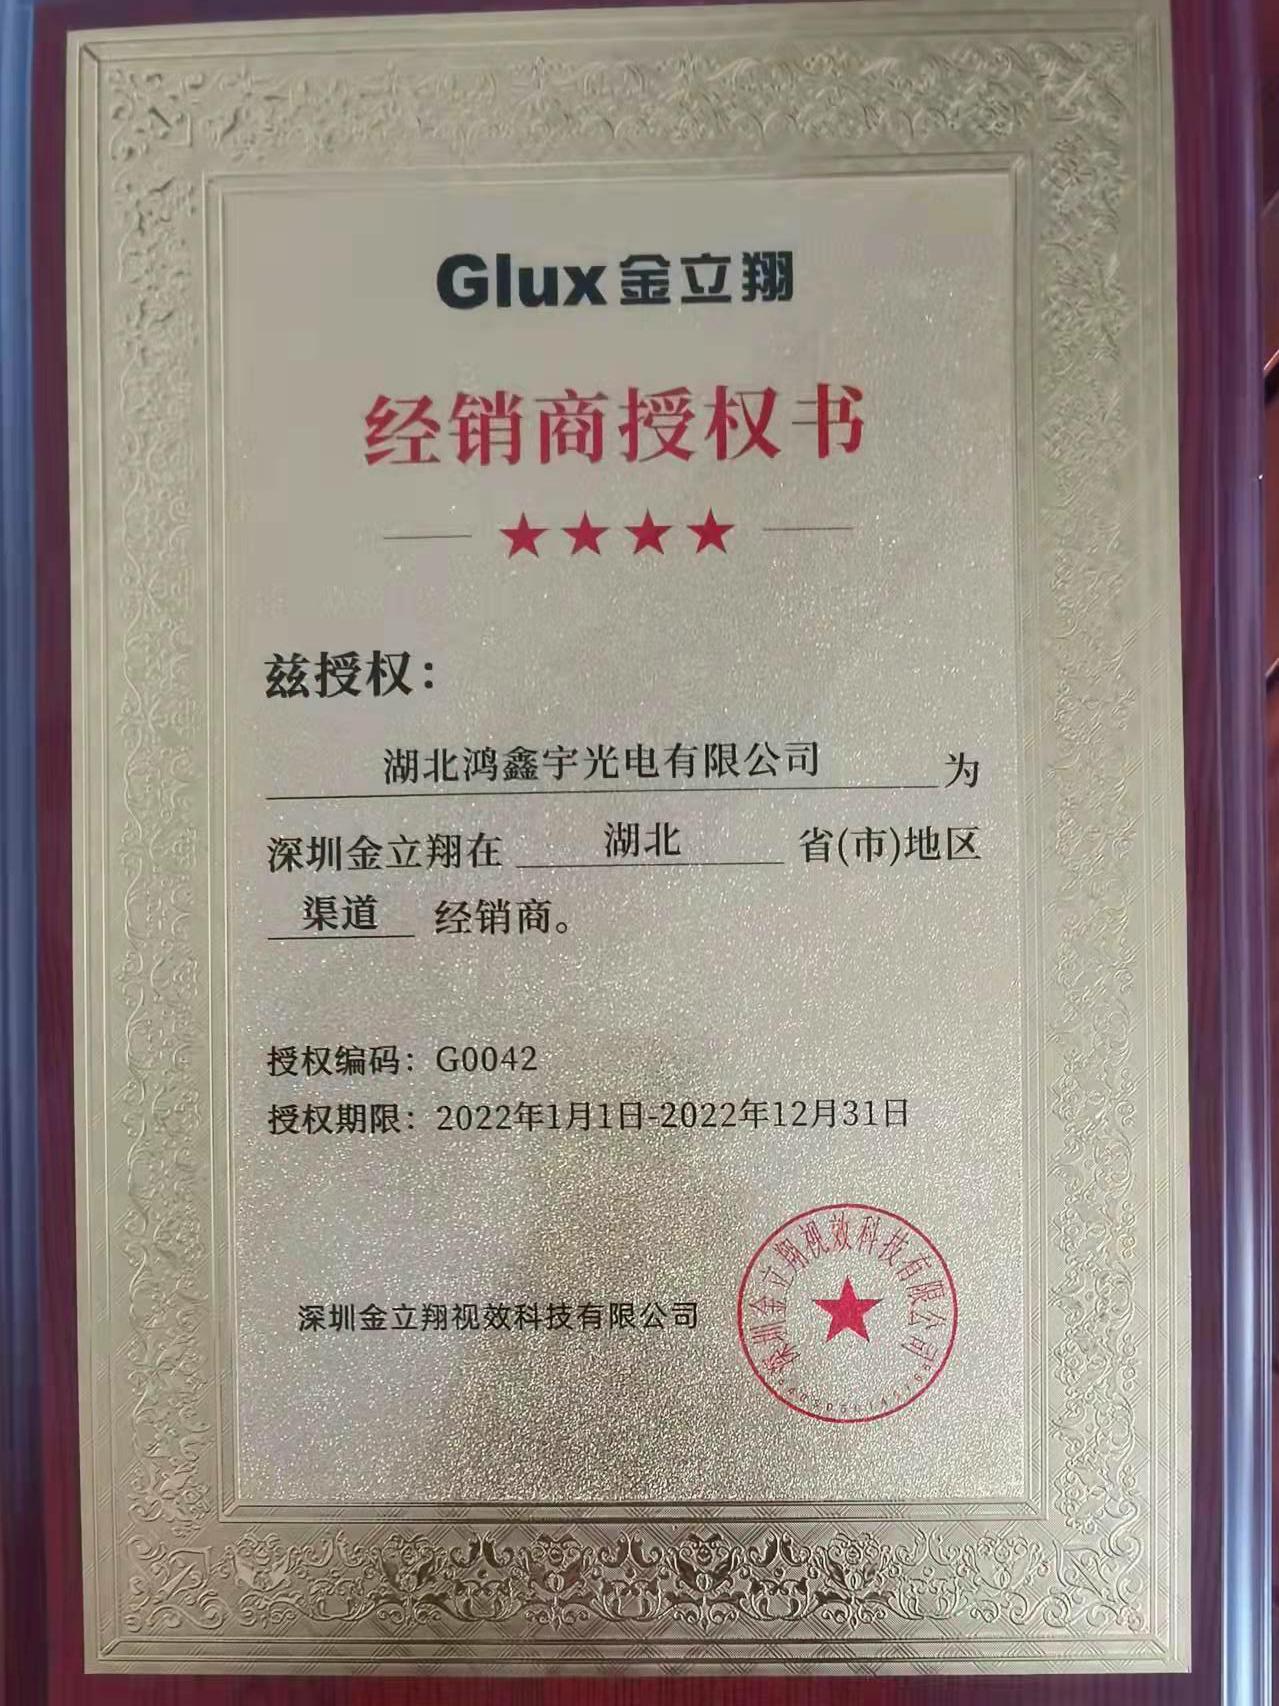 Glux金立翔
经销商授权书
兹授权：
湖北鸿鑫宇光电有限公司 为
深圳金立翔在 湖北 省(市)地区
渠道 经销商。
授权编码：G0042
授权期限：2022年1月1日-2022年12月31日
深圳金立翔视效科技有限公司
深圳金立翔视效科技有限公司